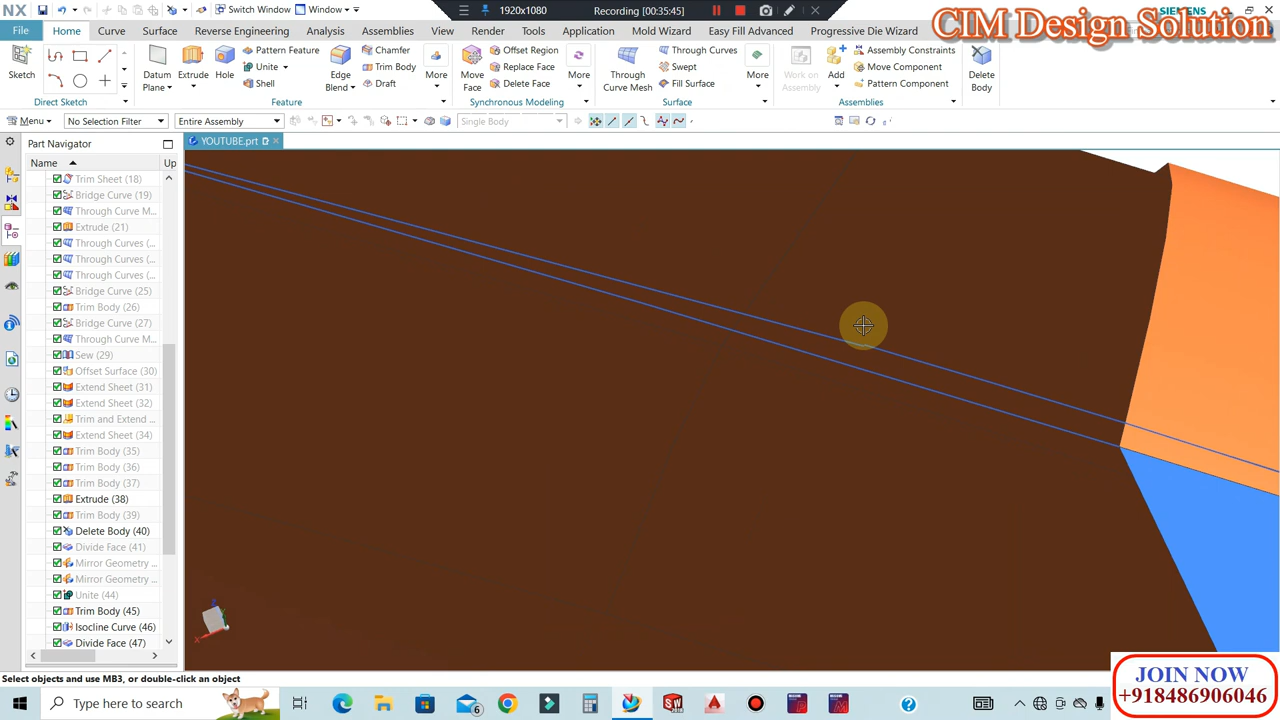 NX
Switch Window
Window
1920x1080
Recording [00:35:45]
SIEMENS
CIM Design Solution
File
Home
Curve
Surface
Reverse Engineering
Analysis
Assemblies
View
Render
Tools
Application
Mold Wizard
Easy Fill Advanced
Progressive Die Wizard
Sketch
Direct Sketch
Datum Plane
Extrude
Hole
Pattern Feature
Unite
Shell
Edge Blend
Chamfer
Trim Body
Draft
More
Feature
Move Face
Offset Region
Replace Face
Delete Face
More
Synchronous Modeling
Through Curve Mesh
Through Curves
Swept
Fill Surface
More
Surface
Work on Assembly
Add
Assembly Constraints
Move Component
Pattern Component
Assemblies
Delete Body
Menu
No Selection Filter
Entire Assembly
Single Body
Part Navigator
YOUTUBE.prt
Name
Up
Trim Sheet (18)
Bridge Curve (19)
Through Curve M...
Extrude (21)
Through Curves (...
Through Curves (...
Through Curves (...
Bridge Curve (25)
Trim Body (26)
Bridge Curve (27)
Through Curve M...
Sew (29)
Offset Surface (30)
Extend Sheet (31)
Extend Sheet (32)
Trim and Extend ...
Extend Sheet (34)
Trim Body (35)
Trim Body (36)
Trim Body (37)
Extrude (38)
Trim Body (39)
Delete Body (40)
Divide Face (41)
Mirror Geometry ...
Mirror Geometry ...
Unite (44)
Trim Body (45)
Isocline Curve (46)
Divide Face (47)
Select objects and use MB3, or double-click an object
Type here to search
6
JOIN NOW
+918486906046